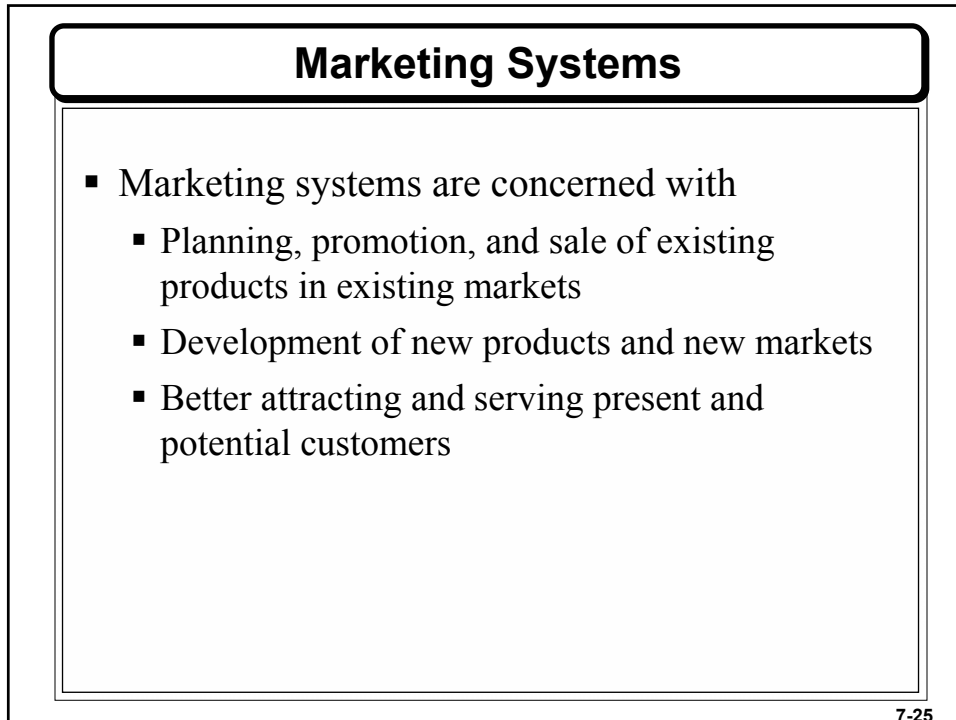 Marketing Systems
▪ Marketing systems are concerned with
▪ Planning, promotion, and sale of existing
products in existing markets
▪ Development of new products and new markets
▪ Better attracting and serving present and
potential customers
7-25